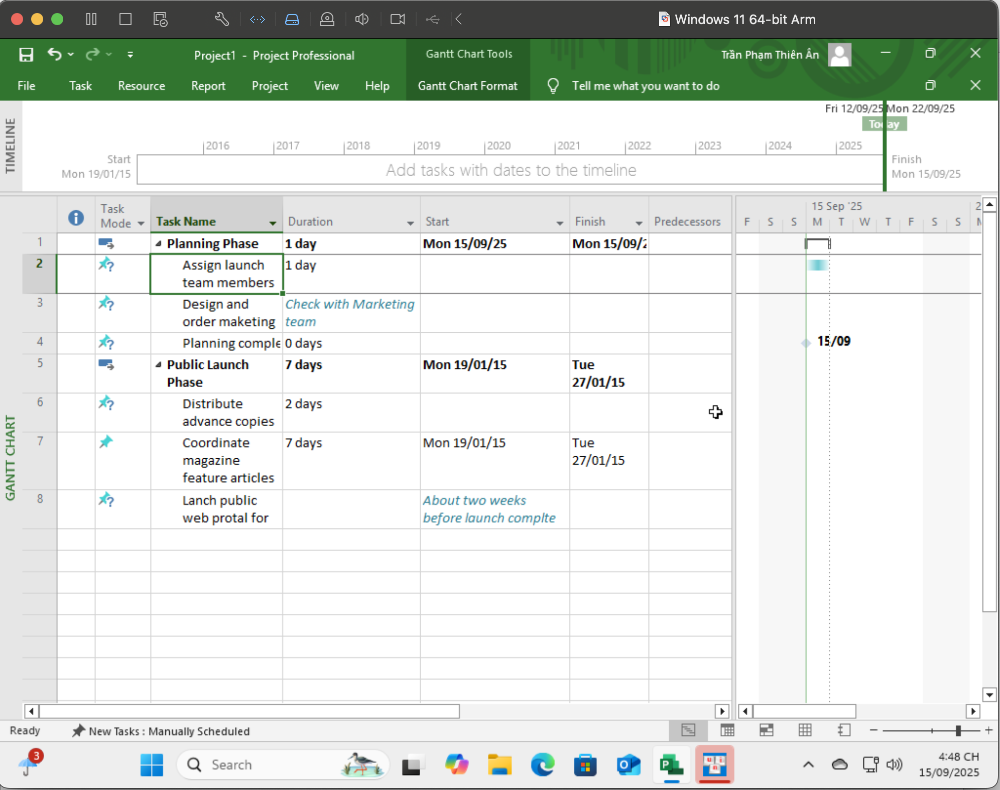 Windows 11 64-bit Arm
Project1 - Project Professional
Gantt Chart Tools
Trần Phạm Thiên Ân
File Task Resource Report Project View Help Gantt Chart Format Tell me what you want to do
TIMELINE
Fri 12/09/25 Mon 22/09/25
Today
2016 2017 2018 2019 2020 2021 2022 2023 2024 2025
Start
Mon 19/01/15
Add tasks with dates to the timeline
Finish
Mon 15/09/25
GANTT CHART
Task Mode Task Name Duration Start Finish Predecessors
15 Sep '25 2
F S S M T W T F S S M
1 Planning Phase 1 day Mon 15/09/25 Mon 15/09/2
2 Assign launch 1 day
team members
3 Design and Check with Marketing
order maketing team
4 Planning comple 0 days
15/09
5 Public Launch 7 days Mon 19/01/15 Tue
Phase 27/01/15
6 Distribute 2 days
advance copies
7 Coordinate 7 days Mon 19/01/15 Tue
magazine 27/01/15
feature articles
8 Lanch public About two weeks
web protal for before launch complte
Ready New Tasks : Manually Scheduled
3
Search
4:48 CH
15/09/2025